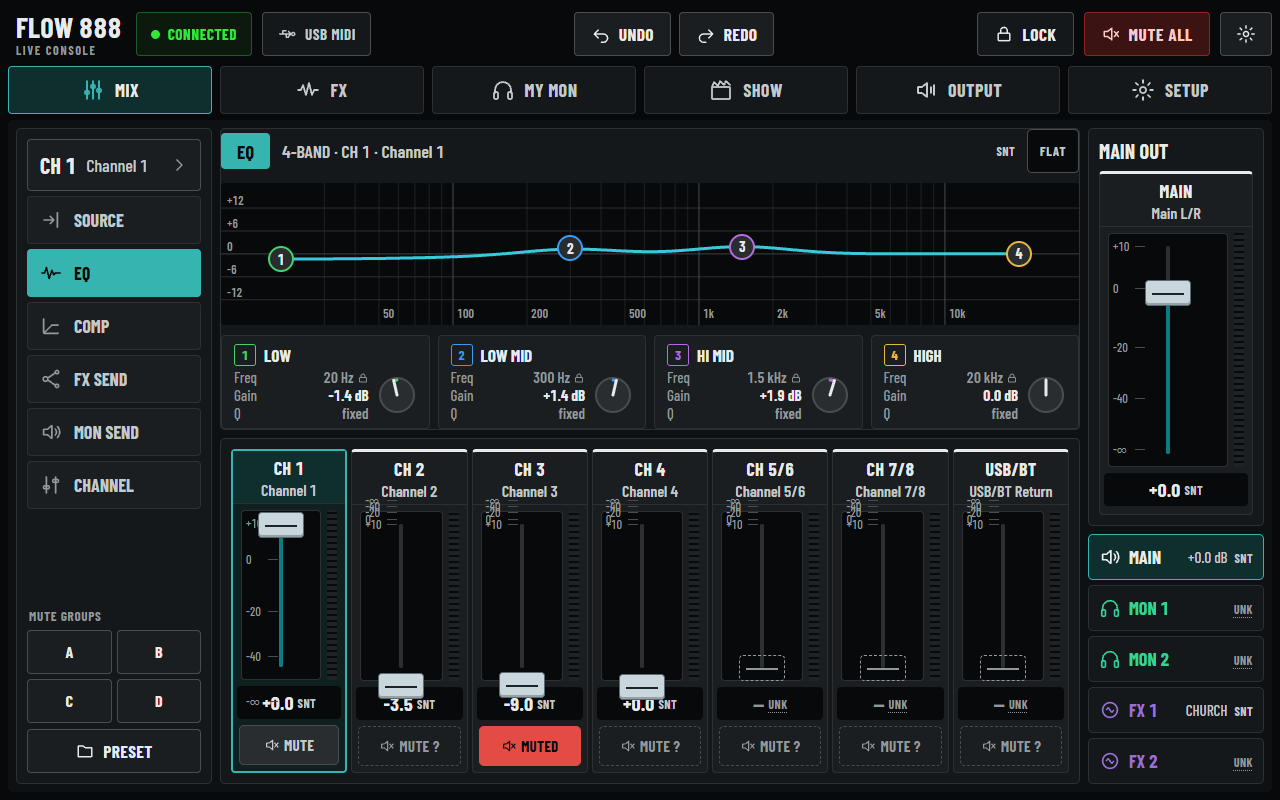 FLOW 888
LIVE CONSOLE
CONNECTED
USB MIDI
UNDO
REDO
LOCK
MUTE ALL
MIX
FX
MY MON
SHOW
OUTPUT
SETUP
CH 1 Channel 1
SOURCE
EQ
COMP
FX SEND
MON SEND
CHANNEL
MUTE GROUPS
A B
C D
PRESET
EQ 4-BAND · CH 1 · Channel 1 SNT FLAT
+12
+6
0
-6
-12
50 100 200 500 1k 2k 5k 10k
1 2 3 4
1 LOW
Freq 20 Hz
Gain -1.4 dB
Q fixed
2 LOW MID
Freq 300 Hz
Gain +1.4 dB
Q fixed
3 HI MID
Freq 1.5 kHz
Gain +1.9 dB
Q fixed
4 HIGH
Freq 20 kHz
Gain 0.0 dB
Q fixed
CH 1
Channel 1
0
-20
-40
-∞ +0.0 SNT
MUTE
CH 2
Channel 2
+10
-3.5 SNT
MUTE ?
CH 3
Channel 3
+10
-9.0 SNT
MUTED
CH 4
Channel 4
+10
+0.0 SNT
MUTE ?
CH 5/6
Channel 5/6
+10
— UNK
MUTE ?
CH 7/8
Channel 7/8
+10
— UNK
MUTE ?
USB/BT
USB/BT Return
+10
— UNK
MUTE ?
MAIN OUT
MAIN
Main L/R
+10
0
-20
-40
-∞
+0.0 SNT
MAIN +0.0 dB SNT
MON 1 UNK
MON 2 UNK
FX 1 CHURCH SNT
FX 2 UNK